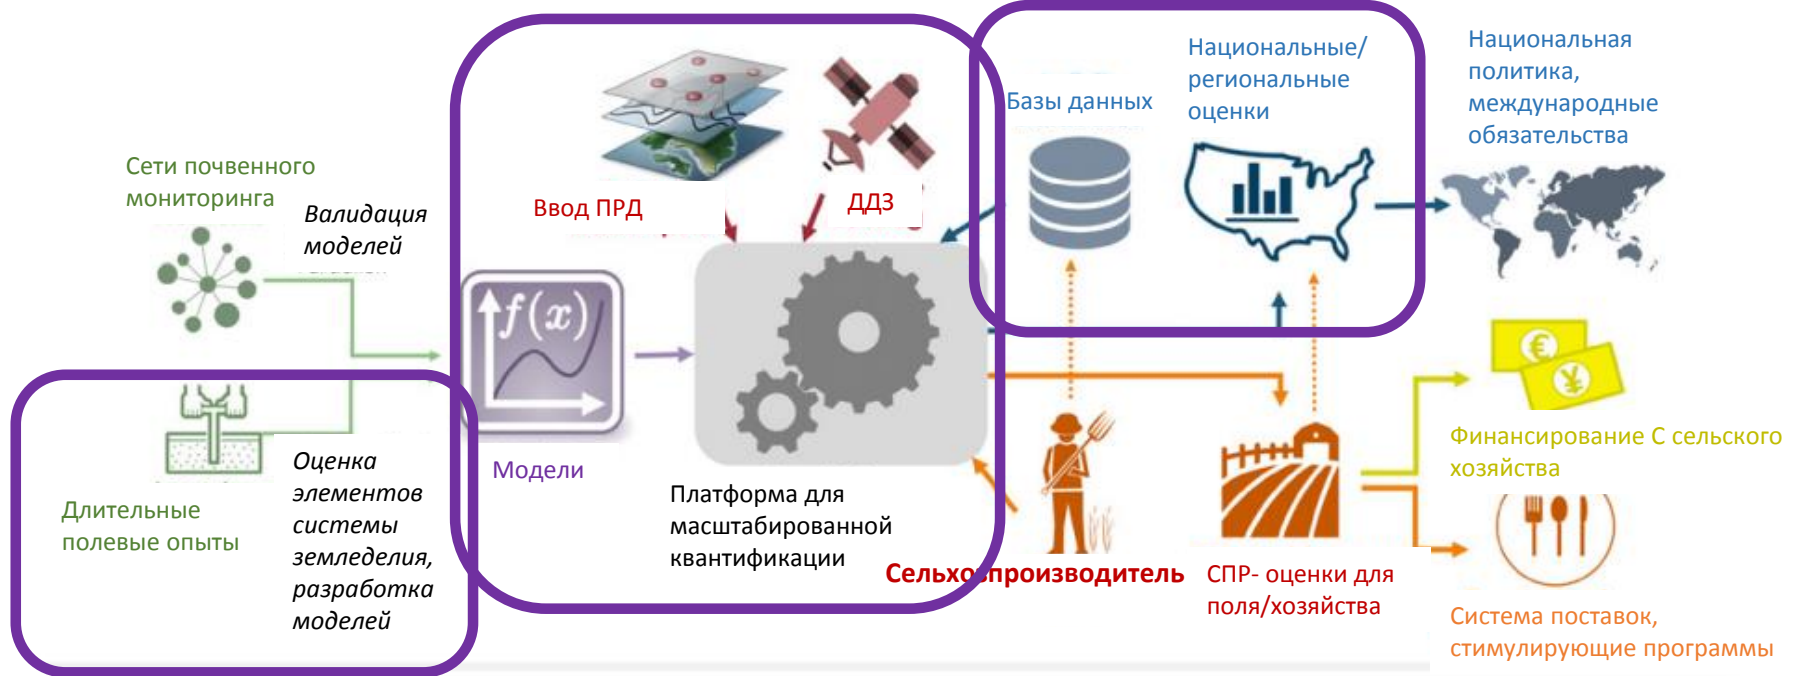 Сети почвенного
мониторинга
Валидация
моделей
Длительные
полевые опыты
Оценка
элементов
системы
земледелия,
разработка
моделей
Ввод ПРД
ДДЗ
f(x)
Модели
Платформа для
масштабированной
квантификации
Базы данных
Национальные/
региональные
оценки
Национальная
политика,
международные
обязательства
Сельхозпроизводитель
СПР- оценки для
поля/хозяйства
€
¥
Финансирование С сельского
хозяйства
Система поставок,
стимулирующие программы